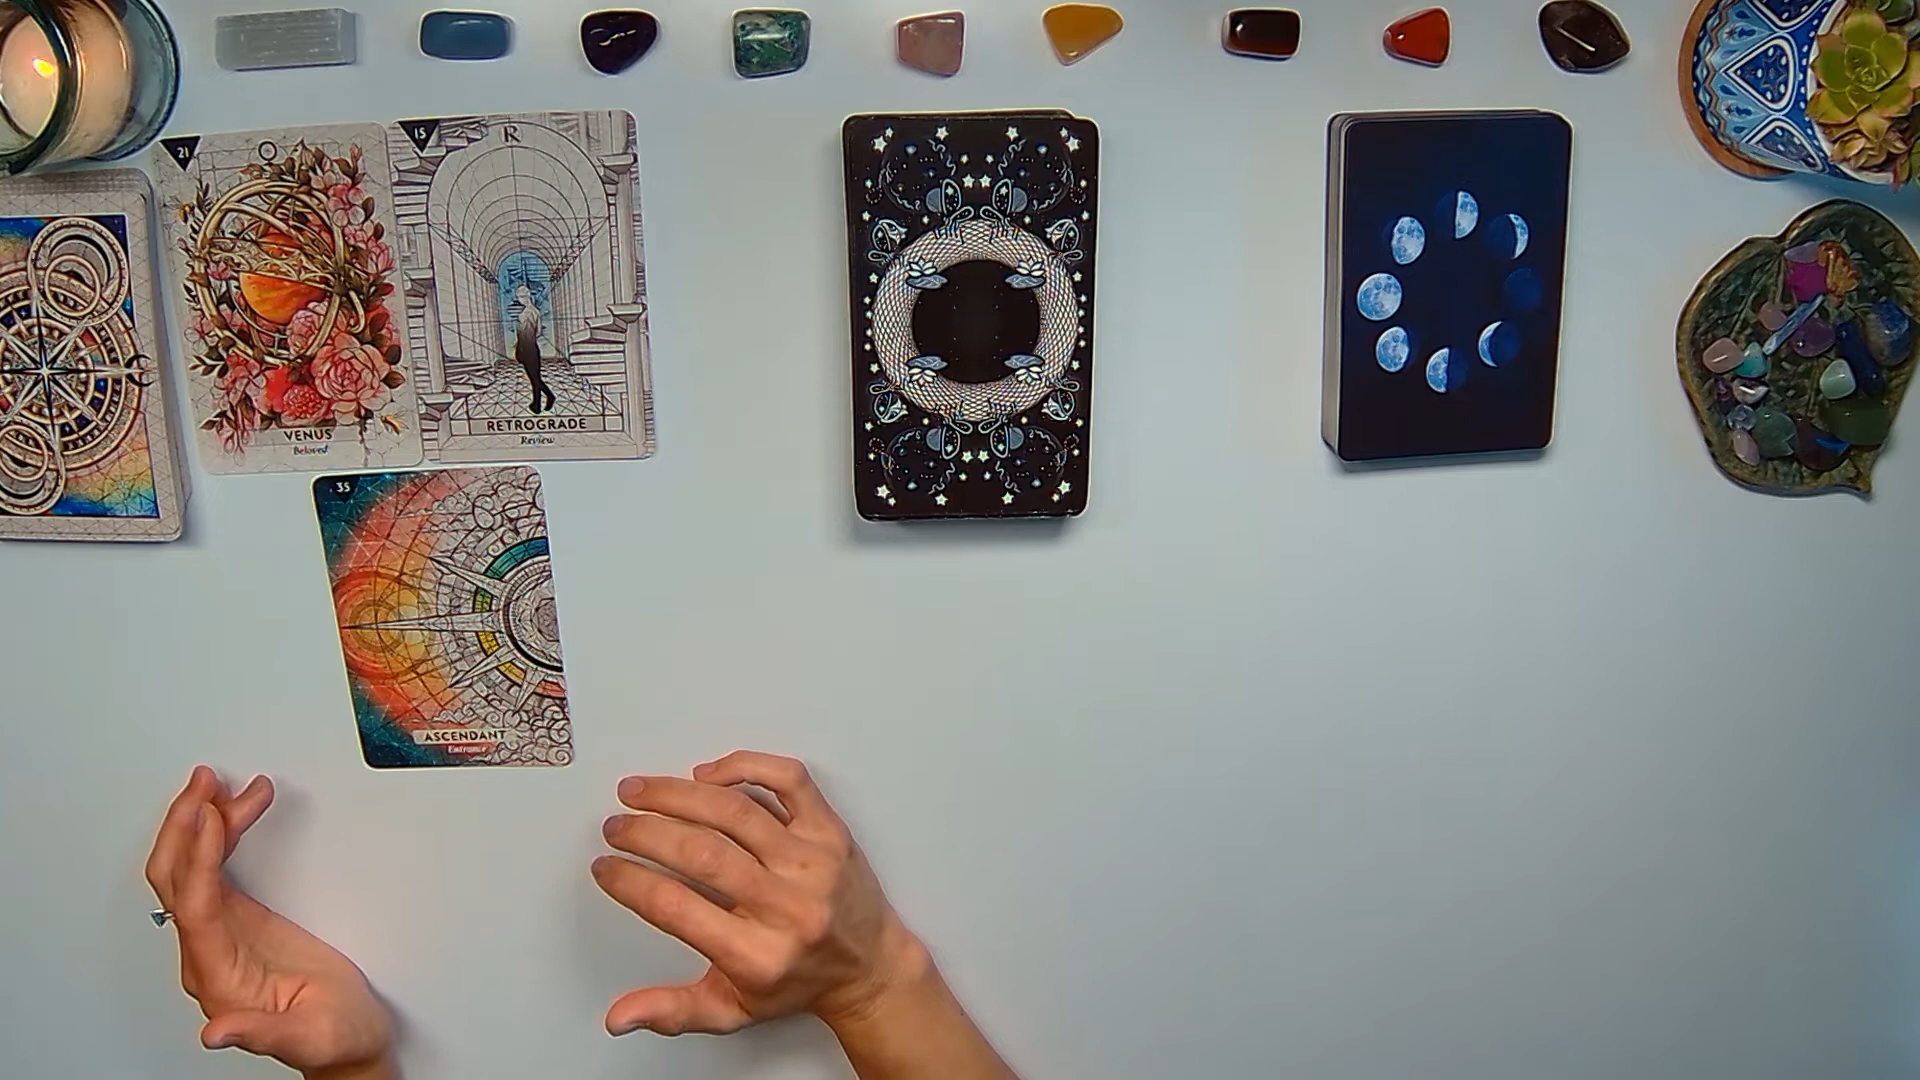 21
VENUS
Beloved
15
R
RETROGRADE
Review
35
ASCENDANT
Entrance